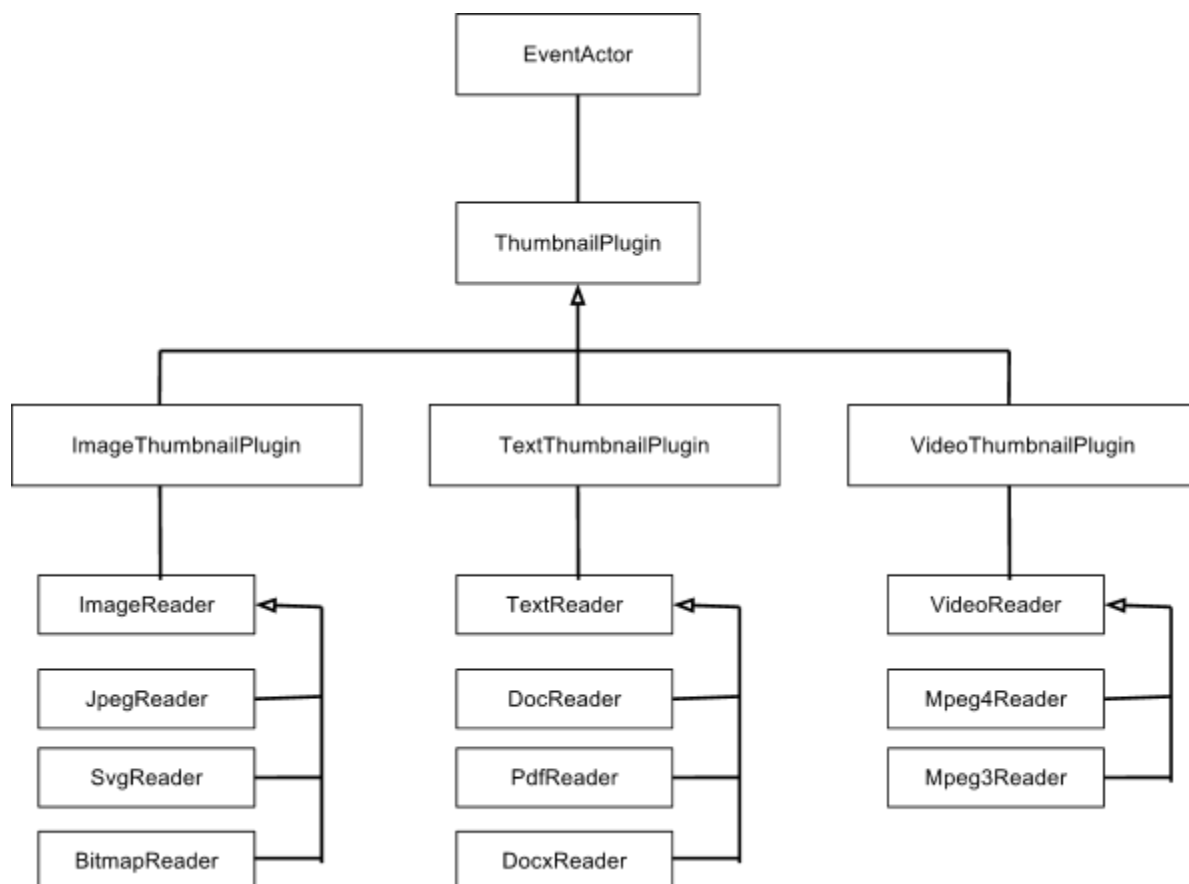 EventActor
ThumbnailPlugin
ImageThumbnailPlugin
TextThumbnailPlugin
VideoThumbnailPlugin
ImageReader
TextReader
VideoReader
JpegReader
DocReader
Mpeg4Reader
SvgReader
PdfReader
Mpeg3Reader
BitmapReader
DocxReader